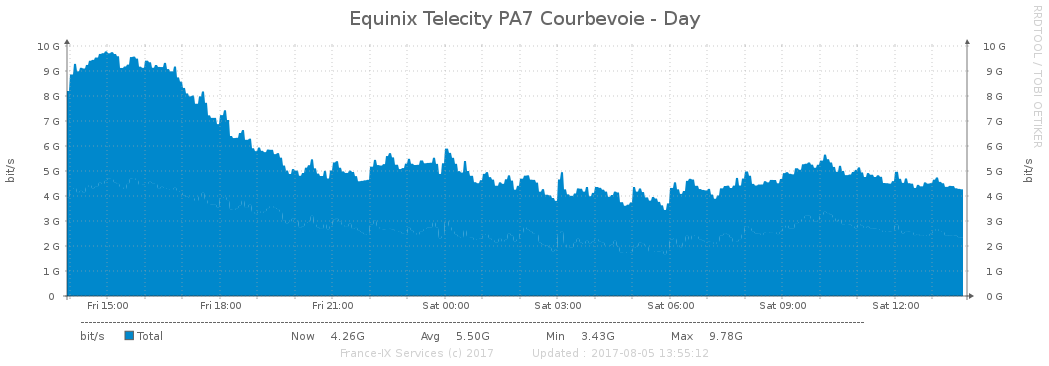 Equinix Telecity PA7 Courbevoie - Day
RRDTOOL / TOBI OETIKER
bit/s
10 G 10 G
9 G 9 G
8 G 8 G
7 G 7 G
6 G 6 G
5 G 5 G
4 G 4 G
3 G 3 G
2 G 2 G
1 G 1 G
0 0 G
bit/s
Fri 15:00 Fri 18:00 Fri 21:00 Sat 00:00 Sat 03:00 Sat 06:00 Sat 09:00 Sat 12:00
bit/s Total Now 4.26G Avg 5.50G Min 3.43G Max 9.78G
France-IX Services (c) 2017 Updated : 2017-08-05 13:55:12